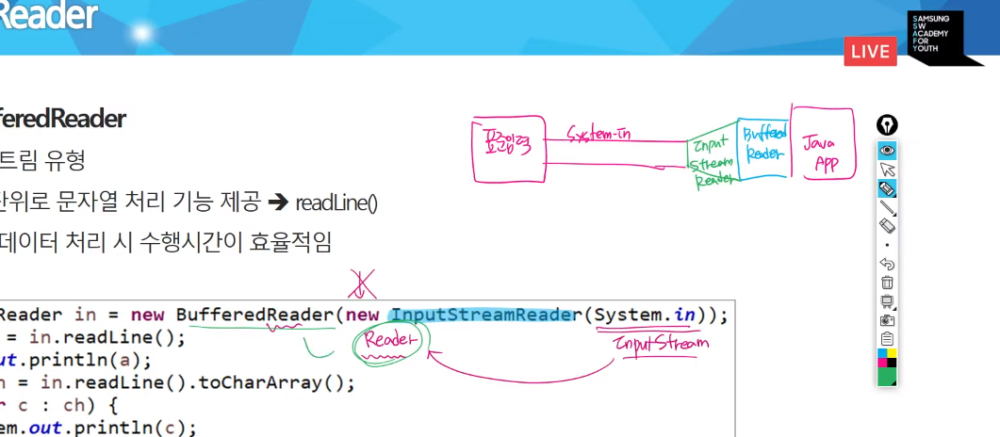 Reader
SAMSUNG
SW
ACADEMY
FOR
YOUTH
LIVE
feredReader
트림 유형
단위로 문자열 처리 기능 제공 ➔ readLine()
데이터 처리 시 수행시간이 효율적임
표준입력
System.in
Input
Stream
Reader
Buffered
Reader
Java
APP
Reader in = new BufferedReader(new InputStreamReader(System.in));
= in.readLine();
ut.println(a);
h = in.readLine().toCharArray();
r c : ch) {
em.out.println(c);
Reader
InputStream